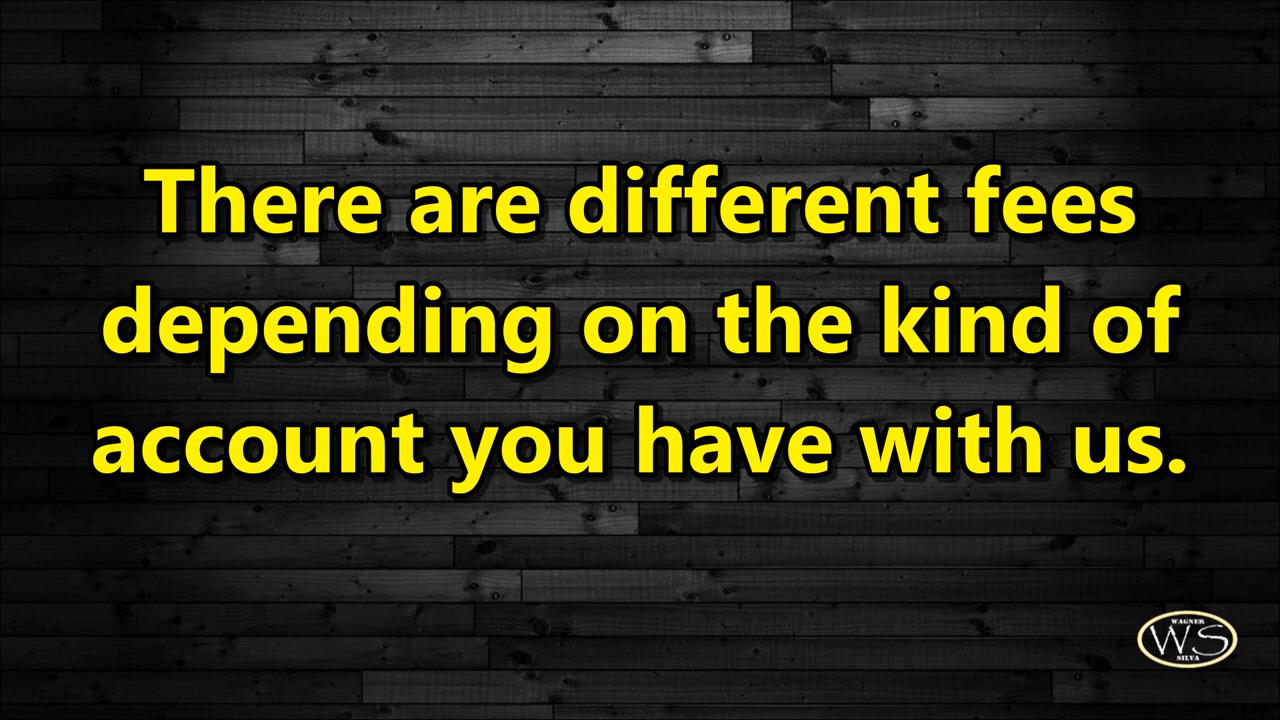 There are different fees
depending on the kind of
account you have with us.
WAGNER
WS
SILVA